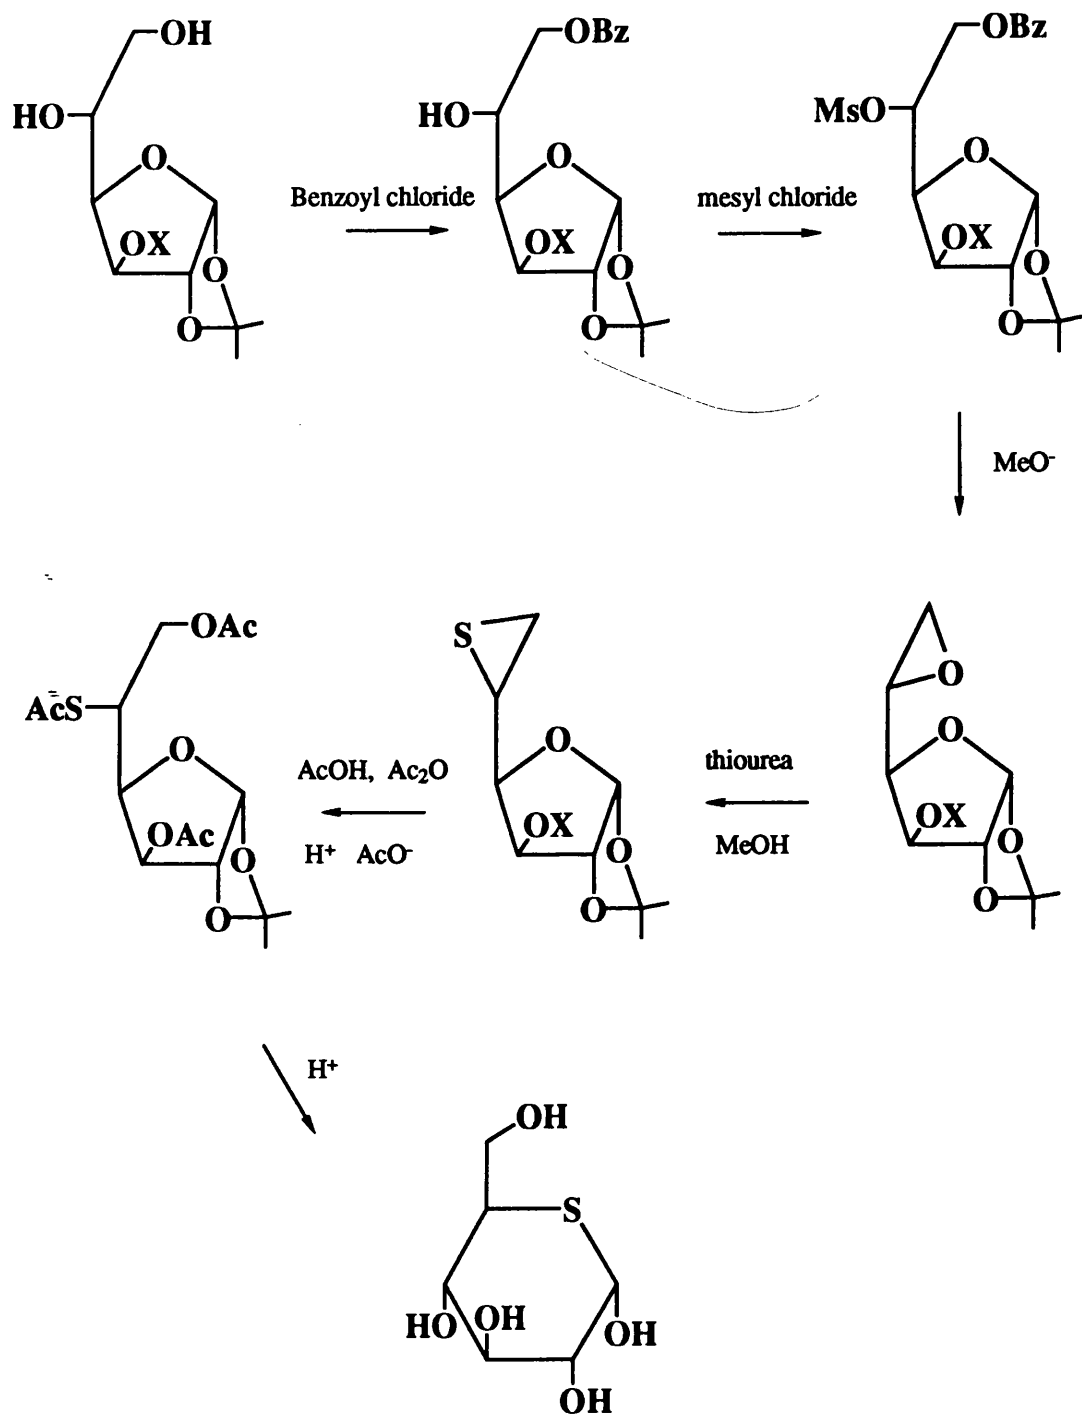 OH
HO
O
OX
O
O
Benzoyl chloride
OBz
HO
O
OX
O
O
mesyl chloride
OBz
MsO
O
OX
O
O
MeO⁻
O
O
OX
O
O
thiourea
MeOH
S
O
OX
O
O
AcOH, Ac₂O
H⁺ AcO⁻
OAc
AcS
O
OAc
O
O
H⁺
OH
S
HO
OH
OH
OH